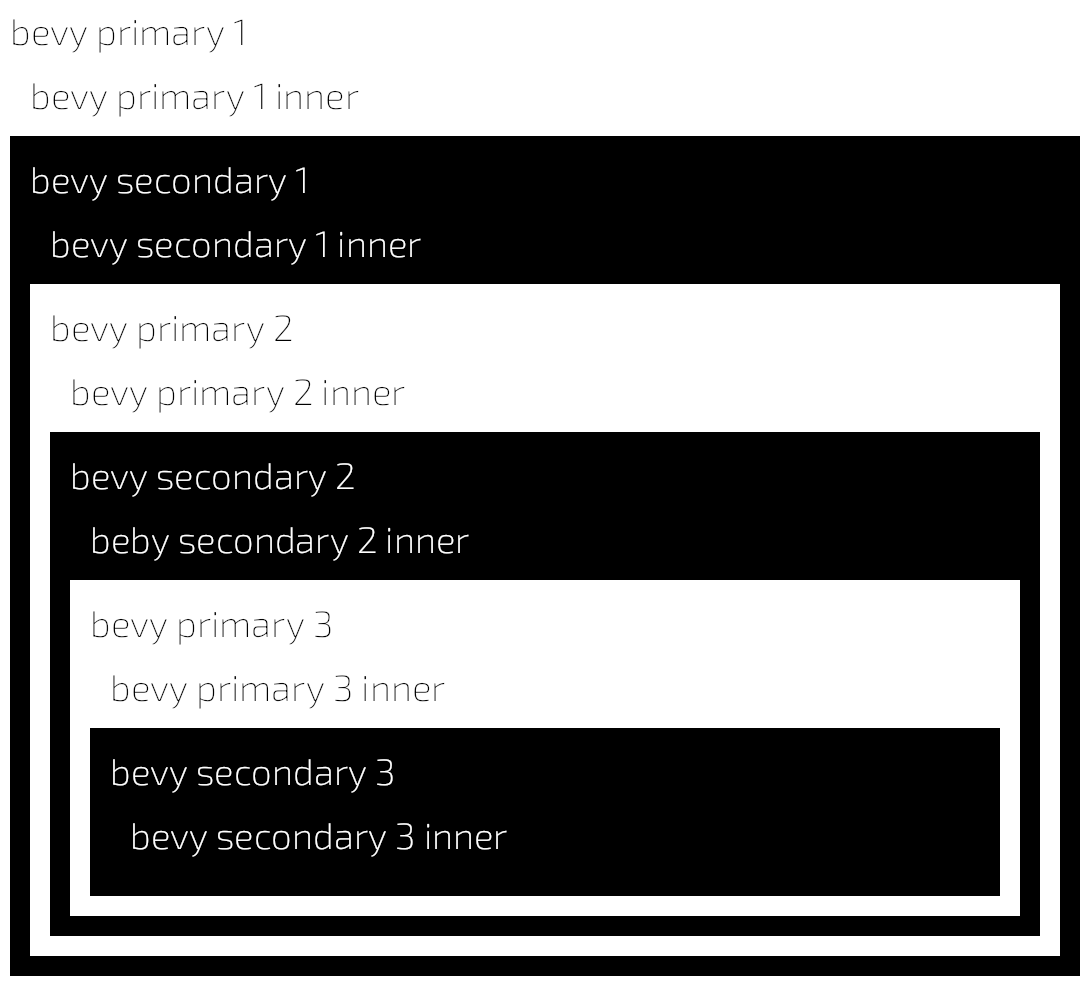 bevy primary 1
bevy primary 1 inner
bevy secondary 1
bevy secondary 1 inner
bevy primary 2
bevy primary 2 inner
bevy secondary 2
beby secondary 2 inner
bevy primary 3
bevy primary 3 inner
bevy secondary 3
bevy secondary 3 inner